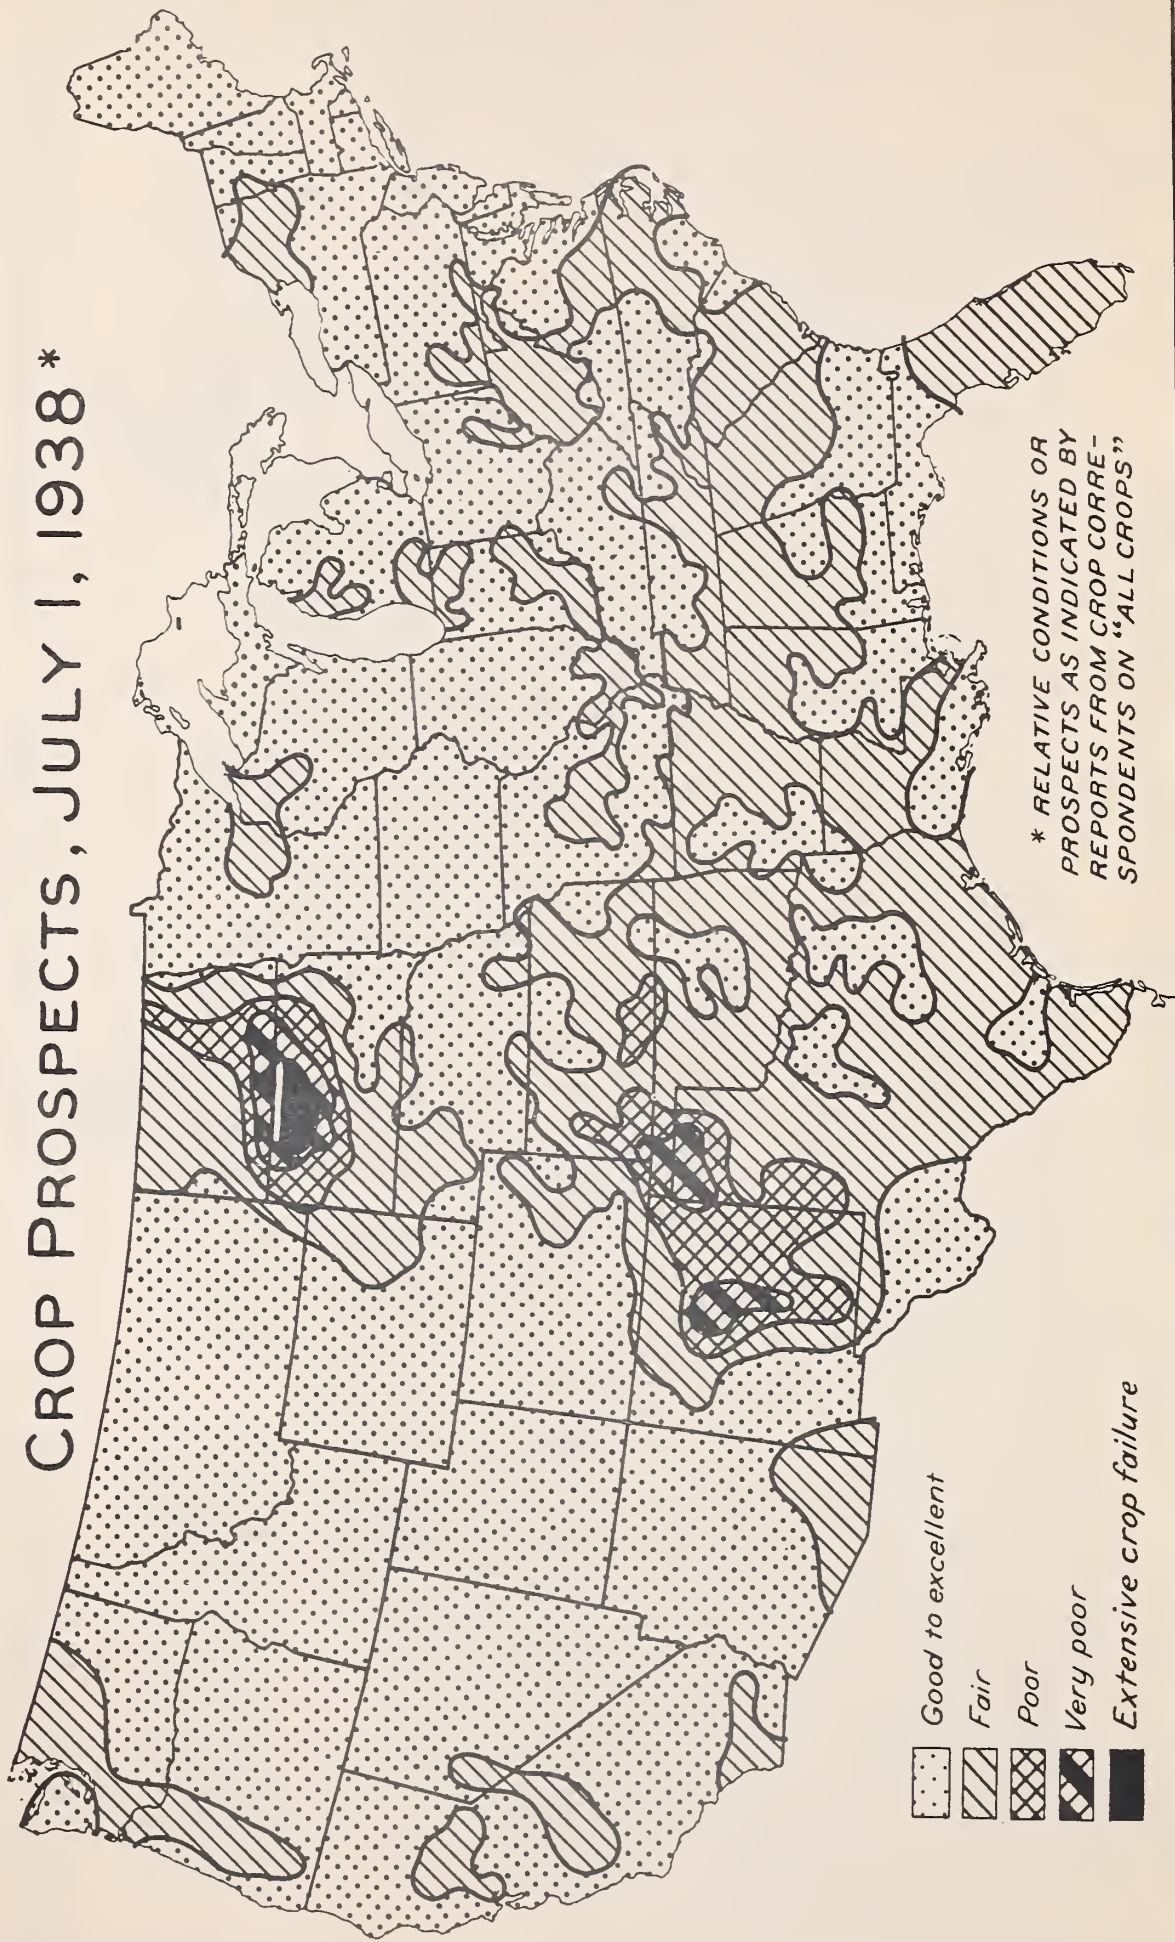 CROP PROSPECTS, JULY 1, 1938 *
* RELATIVE CONDITIONS OR
PROSPECTS AS INDICATED BY
REPORTS FROM CROP CORRE-
SPONDENTS ON “ALL CROPS”
Good to excellent
Fair
Poor
Very poor
Extensive crop failure